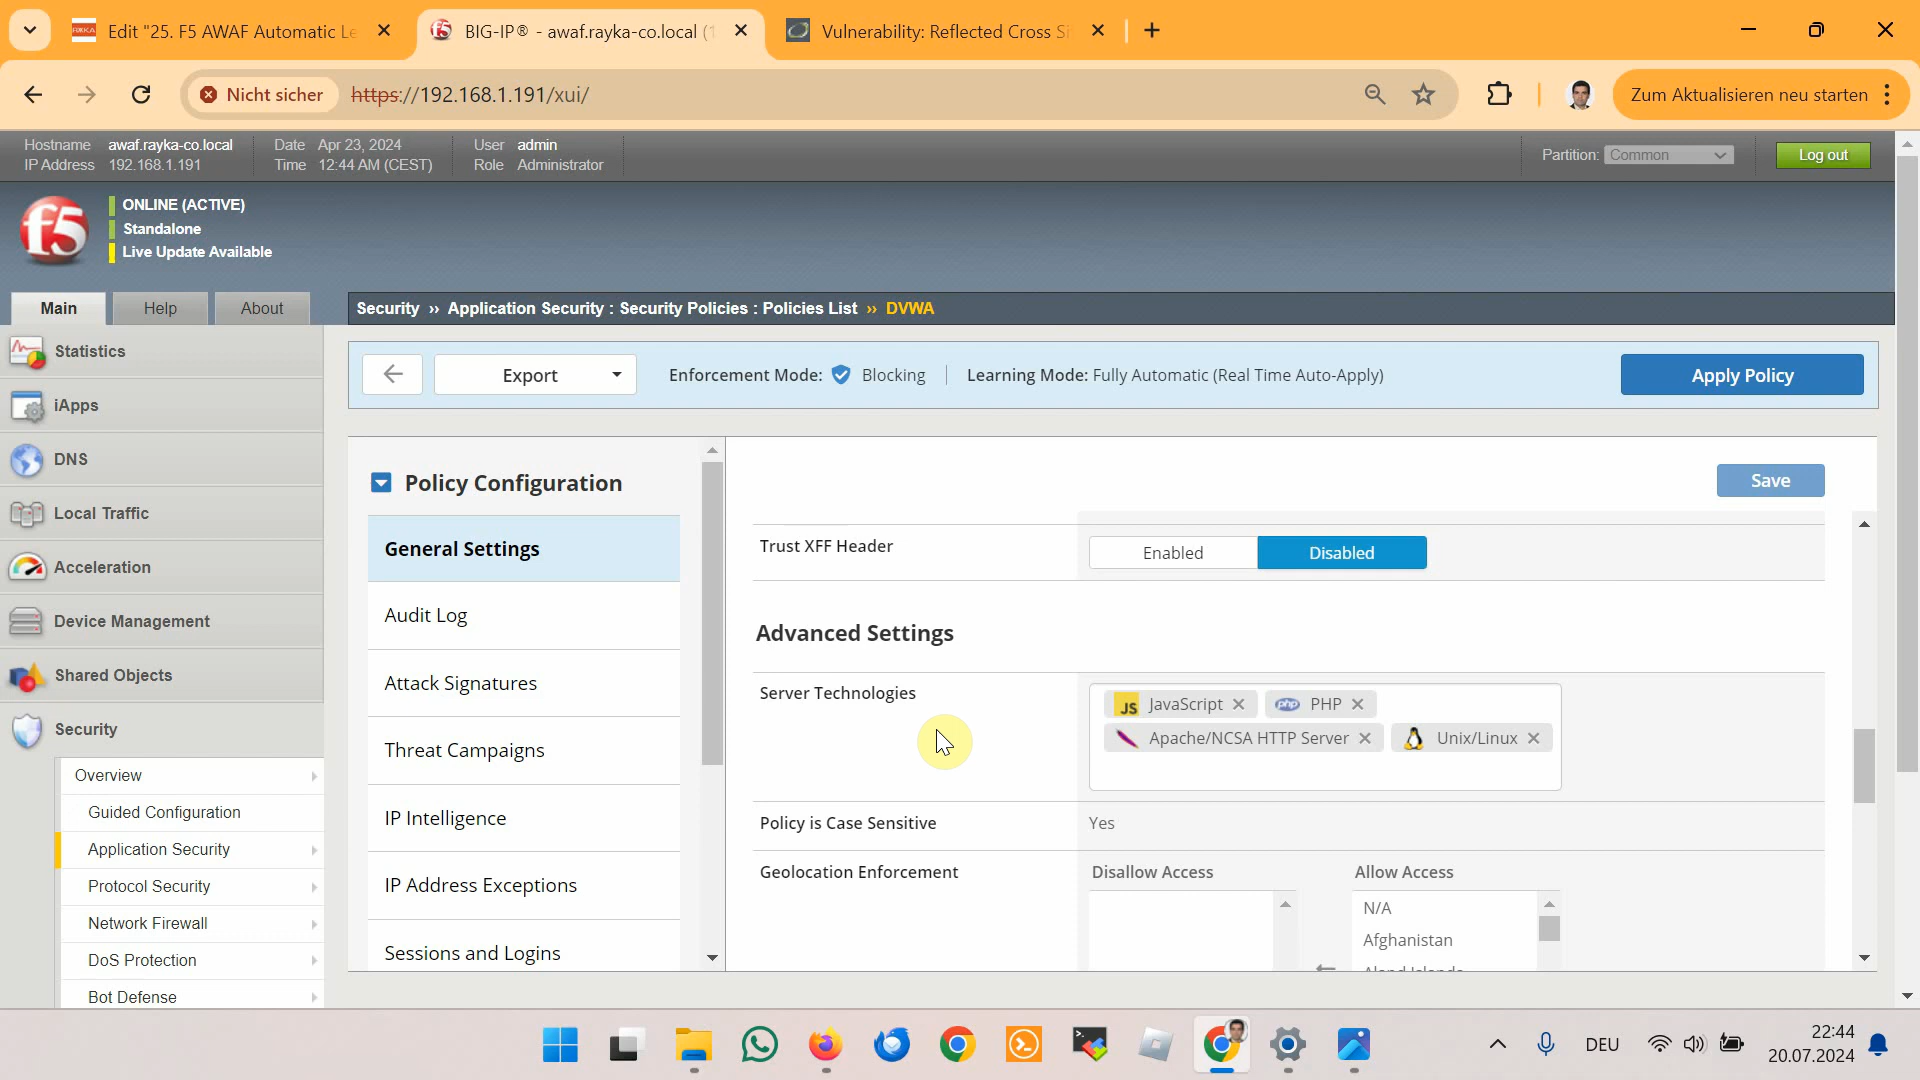 Edit "25. F5 AWAF Automatic Le
BIG-IP® - awaf.rayka-co.local (1
Vulnerability: Reflected Cross Si
Nicht sicher
https://192.168.1.191/xui/
Zum Aktualisieren neu starten
Hostname awaf.rayka-co.local
Date Apr 23, 2024
User admin
IP Address 192.168.1.191
Time 12:44 AM (CEST)
Role Administrator
Partition: Common
Log out
f5
ONLINE (ACTIVE)
Standalone
Live Update Available
Main
Help
About
Security ›› Application Security : Security Policies : Policies List ›› DVWA
Statistics
iApps
DNS
Local Traffic
Acceleration
Device Management
Shared Objects
Security
Overview
Guided Configuration
Application Security
Protocol Security
Network Firewall
DoS Protection
Bot Defense
Export
Enforcement Mode: Blocking
Learning Mode: Fully Automatic (Real Time Auto-Apply)
Apply Policy
Policy Configuration
General Settings
Audit Log
Attack Signatures
Threat Campaigns
IP Intelligence
IP Address Exceptions
Sessions and Logins
Save
Trust XFF Header
Enabled
Disabled
Advanced Settings
Server Technologies
JS JavaScript
php PHP
Apache/NCSA HTTP Server
Unix/Linux
Policy is Case Sensitive
Yes
Geolocation Enforcement
Disallow Access
Allow Access
N/A
Afghanistan
DEU
22:44
20.07.2024